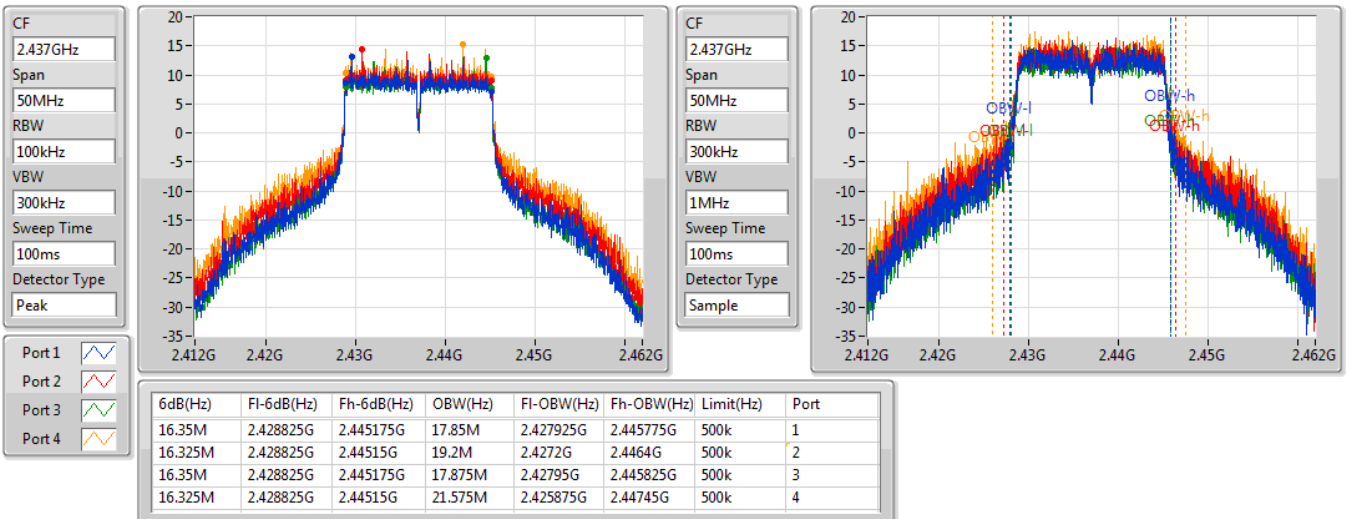 CF
2.437GHz
Span
50MHz
RBW
100kHz
VBW
300kHz
Sweep Time
100ms
Detector Type
Peak
20
15
10
5
0
-5
-10
-15
-20
-25
-30
-35
2.412G 2.42G 2.43G 2.44G 2.45G 2.462G
CF
2.437GHz
Span
50MHz
RBW
300kHz
VBW
1MHz
Sweep Time
100ms
Detector Type
Sample
20
15
10
5
0
-5
-10
-15
-20
-25
-30
-35
OBW-l
OBW-h
OBW-h
2.412G 2.42G 2.43G 2.44G 2.45G 2.462G
Port 1
Port 2
Port 3
Port 4
6dB(Hz) Fl-6dB(Hz) Fh-6dB(Hz) OBW(Hz) Fl-OBW(Hz) Fh-OBW(Hz) Limit(Hz) Port
16.35M 2.428825G 2.445175G 17.85M 2.427925G 2.445775G 500k 1
16.325M 2.428825G 2.44515G 19.2M 2.4272G 2.4464G 500k 2
16.35M 2.428825G 2.445175G 17.875M 2.42795G 2.445825G 500k 3
16.325M 2.428825G 2.44515G 21.575M 2.425875G 2.44745G 500k 4